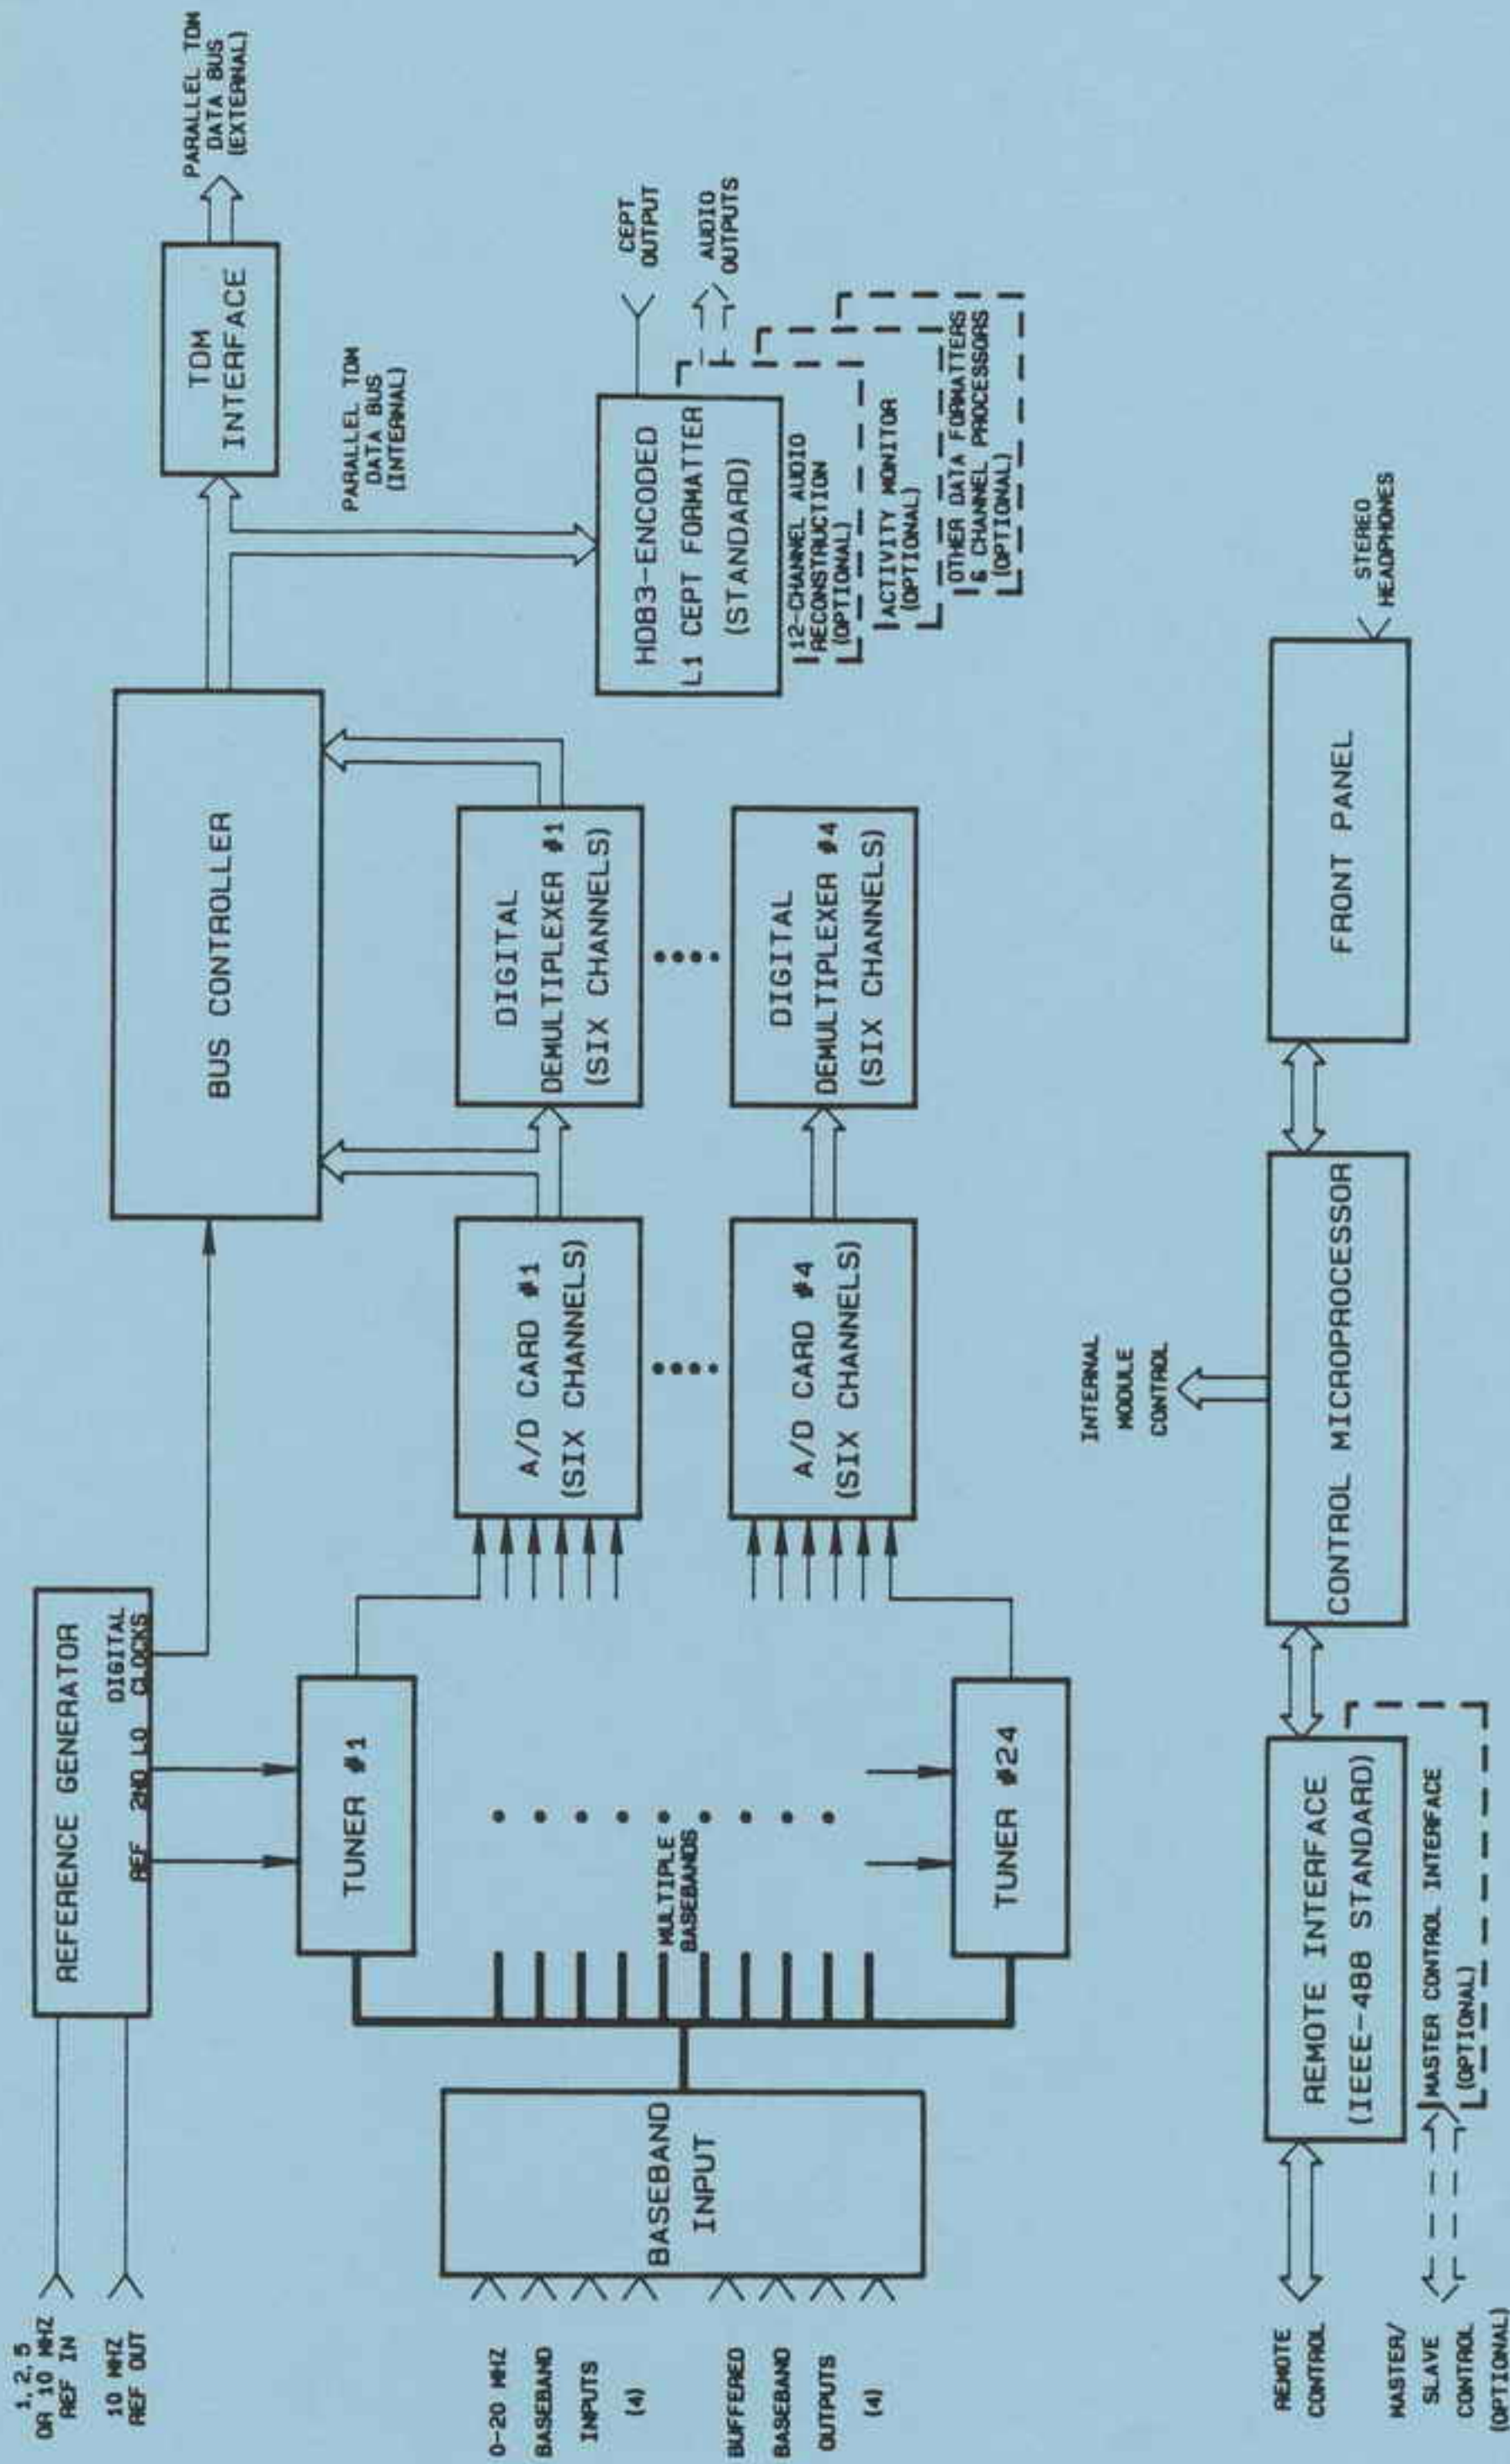 1, 2, 5
OR 10 MHZ
REF IN
10 MHZ
REF OUT
REFERENCE GENERATOR
REF
2ND LO
DIGITAL
CLOCKS
BUS CONTROLLER
TDM
INTERFACE
PARALLEL TDM
DATA BUS
(EXTERNAL)
PARALLEL TDM
DATA BUS
(INTERNAL)
0-20 MHZ
BASEBAND
INPUTS
(4)
BUFFERED
BASEBAND
OUTPUTS
(4)
BASEBAND
INPUT
TUNER #1
MULTIPLE
BASEBANDS
TUNER #24
A/D CARD #1
(SIX CHANNELS)
A/D CARD #4
(SIX CHANNELS)
DIGITAL
DEMULTIPLEXER #1
(SIX CHANNELS)
DIGITAL
DEMULTIPLEXER #4
(SIX CHANNELS)
HDB3-ENCODED
L1 CEPT FORMATTER
(STANDARD)
CEPT
OUTPUT
AUDIO
OUTPUTS
12-CHANNEL AUDIO
RECONSTRUCTION
(OPTIONAL)
ACTIVITY MONITOR
(OPTIONAL)
OTHER DATA FORMATTERS
& CHANNEL PROCESSORS
(OPTIONAL)
REMOTE
CONTROL
MASTER/
SLAVE
CONTROL
(OPTIONAL)
REMOTE INTERFACE
(IEEE-488 STANDARD)
MASTER CONTROL INTERFACE
(OPTIONAL)
INTERNAL
MODULE
CONTROL
CONTROL MICROPROCESSOR
FRONT PANEL
STEREO
HEADPHONES